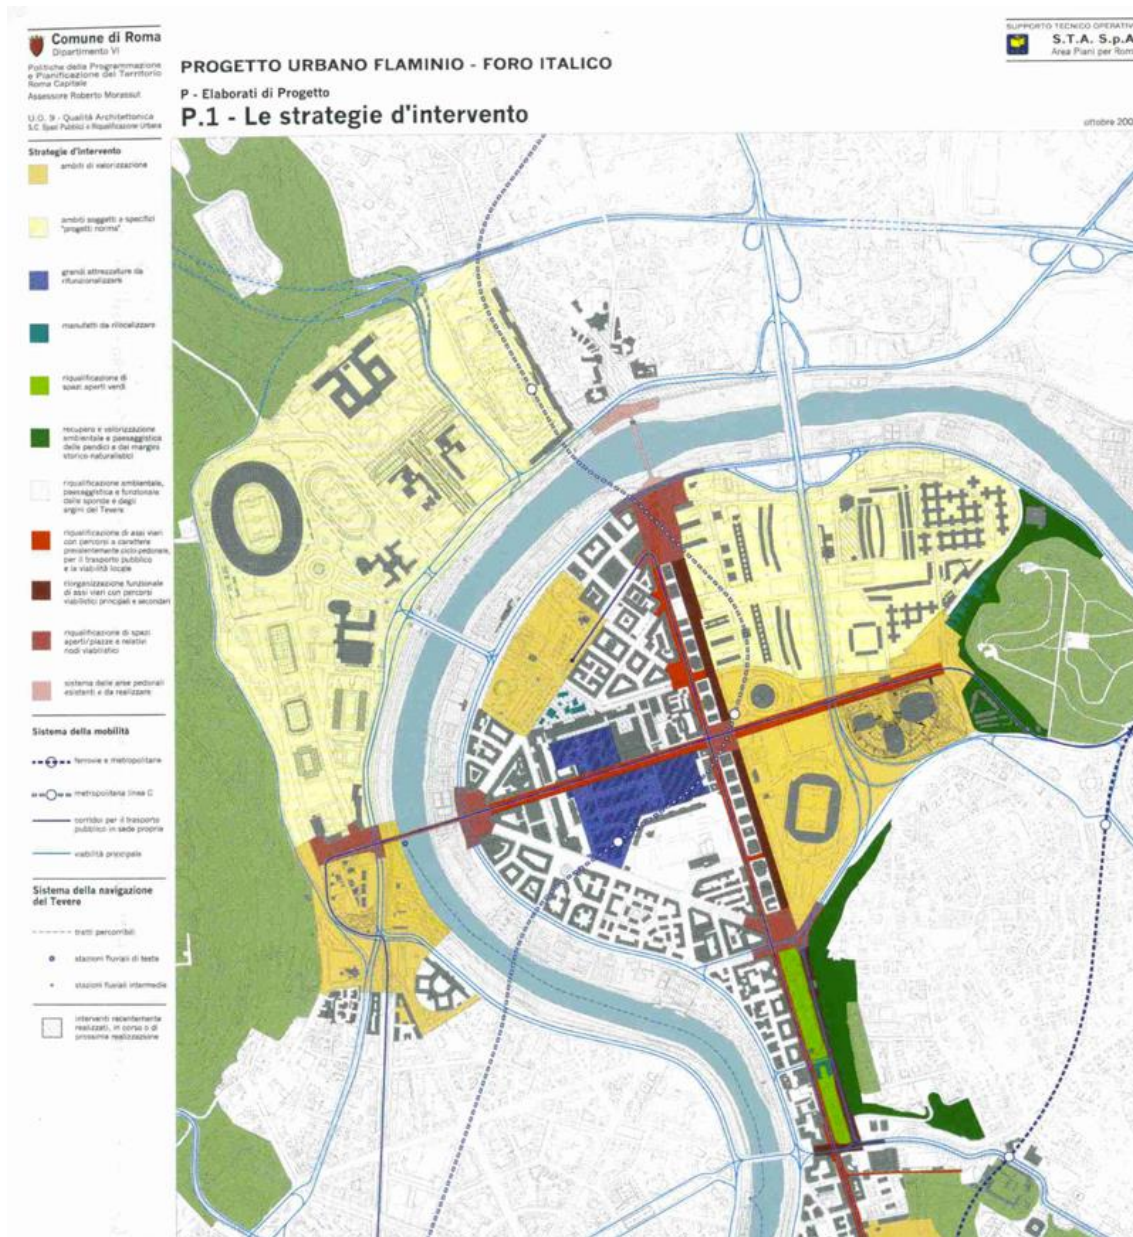 Comune di Roma
Dipartimento VI
Politiche della Programmazione
e Pianificazione del Territorio
Roma Capitale
Assessore Roberto Morassut
U.O. 9 - Qualità Architettonica
S.C. Spazi Pubblici e Riqualificazione Urbana
SUPPORTO TECNICO OPERATIV
S.T.A. S.p.A
Area Piani per Rom
PROGETTO URBANO FLAMINIO - FORO ITALICO
P - Elaborati di Progetto
P.1 - Le strategie d'intervento
ottobre 200
Strategie d'intervento
ambiti di valorizzazione
ambiti soggetti a specifici
"progetti norma"
grandi attrezzature da
rifunzionalizzare
manufatti da rilocalizzare
riqualificazione di
spazi aperti verdi
recupero e valorizzazione
ambientale e paesaggistica
delle pendici e dei margini
storico-naturalistici
riqualificazione ambientale,
paesaggistica e funzionale
delle sponde e degli
argini del Tevere
riqualificazione di assi viari
con percorsi a carattere
prevalentemente ciclo-pedonale,
per il trasporto pubblico
e la viabilità locale
riorganizzazione funzionale
di assi viari con percorsi
viabilistici principali e secondari
riqualificazione di spazi
aperti/piazze e relativi
nodi viabilistici
sistema delle aree pedonali
esistenti e da realizzare
Sistema della mobilità
ferrovie e metropolitane
metropolitana linea C
corridoi per il trasporto
pubblico in sede propria
viabilità principale
Sistema della navigazione
del Tevere
tratti percorribili
stazioni fluviali di testa
stazioni fluviali intermedie
interventi recentemente
realizzati, in corso o di
prossima realizzazione